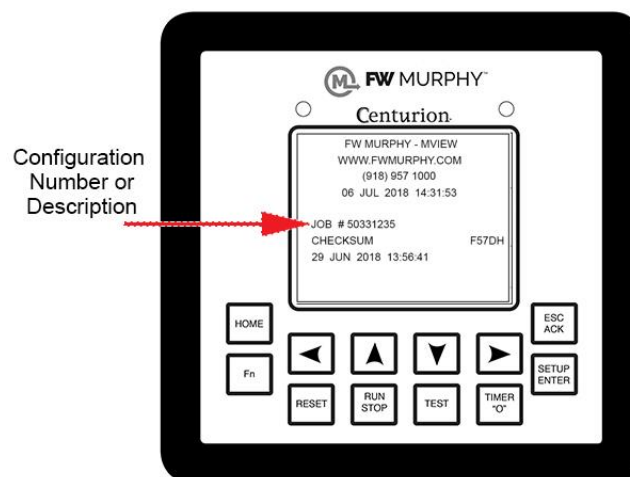 M FW MURPHY™
Centurion
FW MURPHY - MVIEW
WWW.FWMURPHY.COM
(918) 957 1000
06 JUL 2018 14:31:53
Configuration
Number or
Description
JOB # 50331235
CHECKSUM F57DH
29 JUN 2018 13:56:41
HOME
ESC
ACK
Fn
SETUP
ENTER
RESET
RUN
STOP
TEST
TIMER
"O"